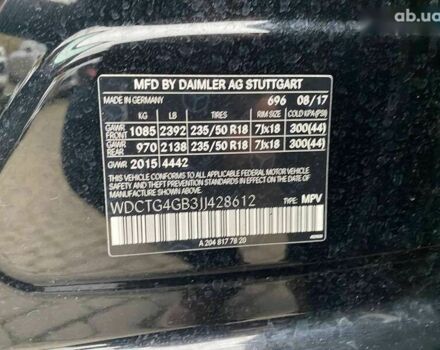 ab.ua
MFD BY DAIMLER AG STUTTGART
MADE IN GERMANY 696 08/17
KG LB TIRES RIM SIZE COLD KPA(PSI)
GAWR FRONT 1085 2392 235/50 R18 7Jx18 300(44)
GAWR REAR 970 2138 235/50 R18 7Jx18 300(44)
GVWR 2015 4442
THIS VEHICLE CONFORMS TO ALL APPLICABLE U.S. FEDERAL
MOTOR VEHICLE SAFETY STANDARDS IN EFFECT ON THE
DATE OF MANUFACTURE SHOWN ABOVE.
WDCTG4GB3JJ428612 TYPE: MPV
A 204 817 78 20